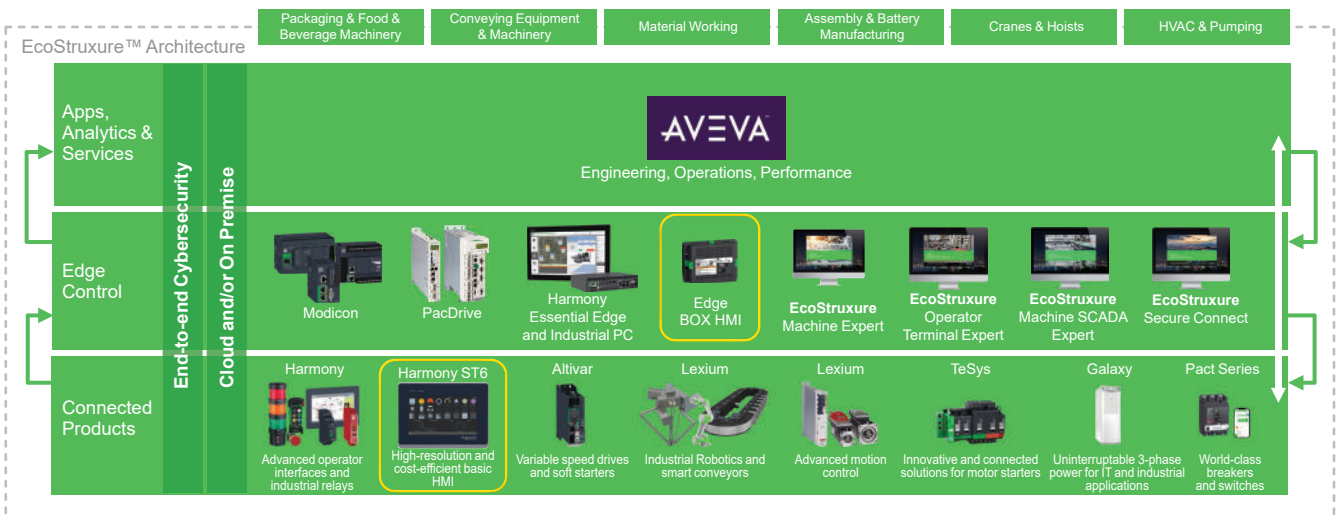 Packaging & Food &
Beverage Machinery
Conveying Equipment
& Machinery
Material Working
Assembly & Battery
Manufacturing
Cranes & Hoists
HVAC & Pumping
EcoStruxure™ Architecture
Apps,
Analytics &
Services
End-to-end Cybersecurity
Cloud and/or On Premise
AVEVA
Engineering, Operations, Performance
Edge
Control
Modicon
PacDrive
Harmony
Essential Edge
and Industrial PC
Edge
BOX HMI
EcoStruxure
Machine Expert
EcoStruxure
Operator
Terminal Expert
EcoStruxure
Machine SCADA
Expert
EcoStruxure
Secure Connect
Connected
Products
Harmony
Advanced operator
interfaces and
industrial relays
Harmony ST6
High-resolution and
cost-efficient basic
HMI
Altivar
Variable speed drives
and soft starters
Lexium
Industrial Robotics and
smart conveyors
Lexium
Advanced motion
control
TeSys
Innovative and connected
solutions for motor starters
Galaxy
Uninterruptable 3-phase
power for IT and industrial
applications
Pact Series
World-class
breakers
and switches